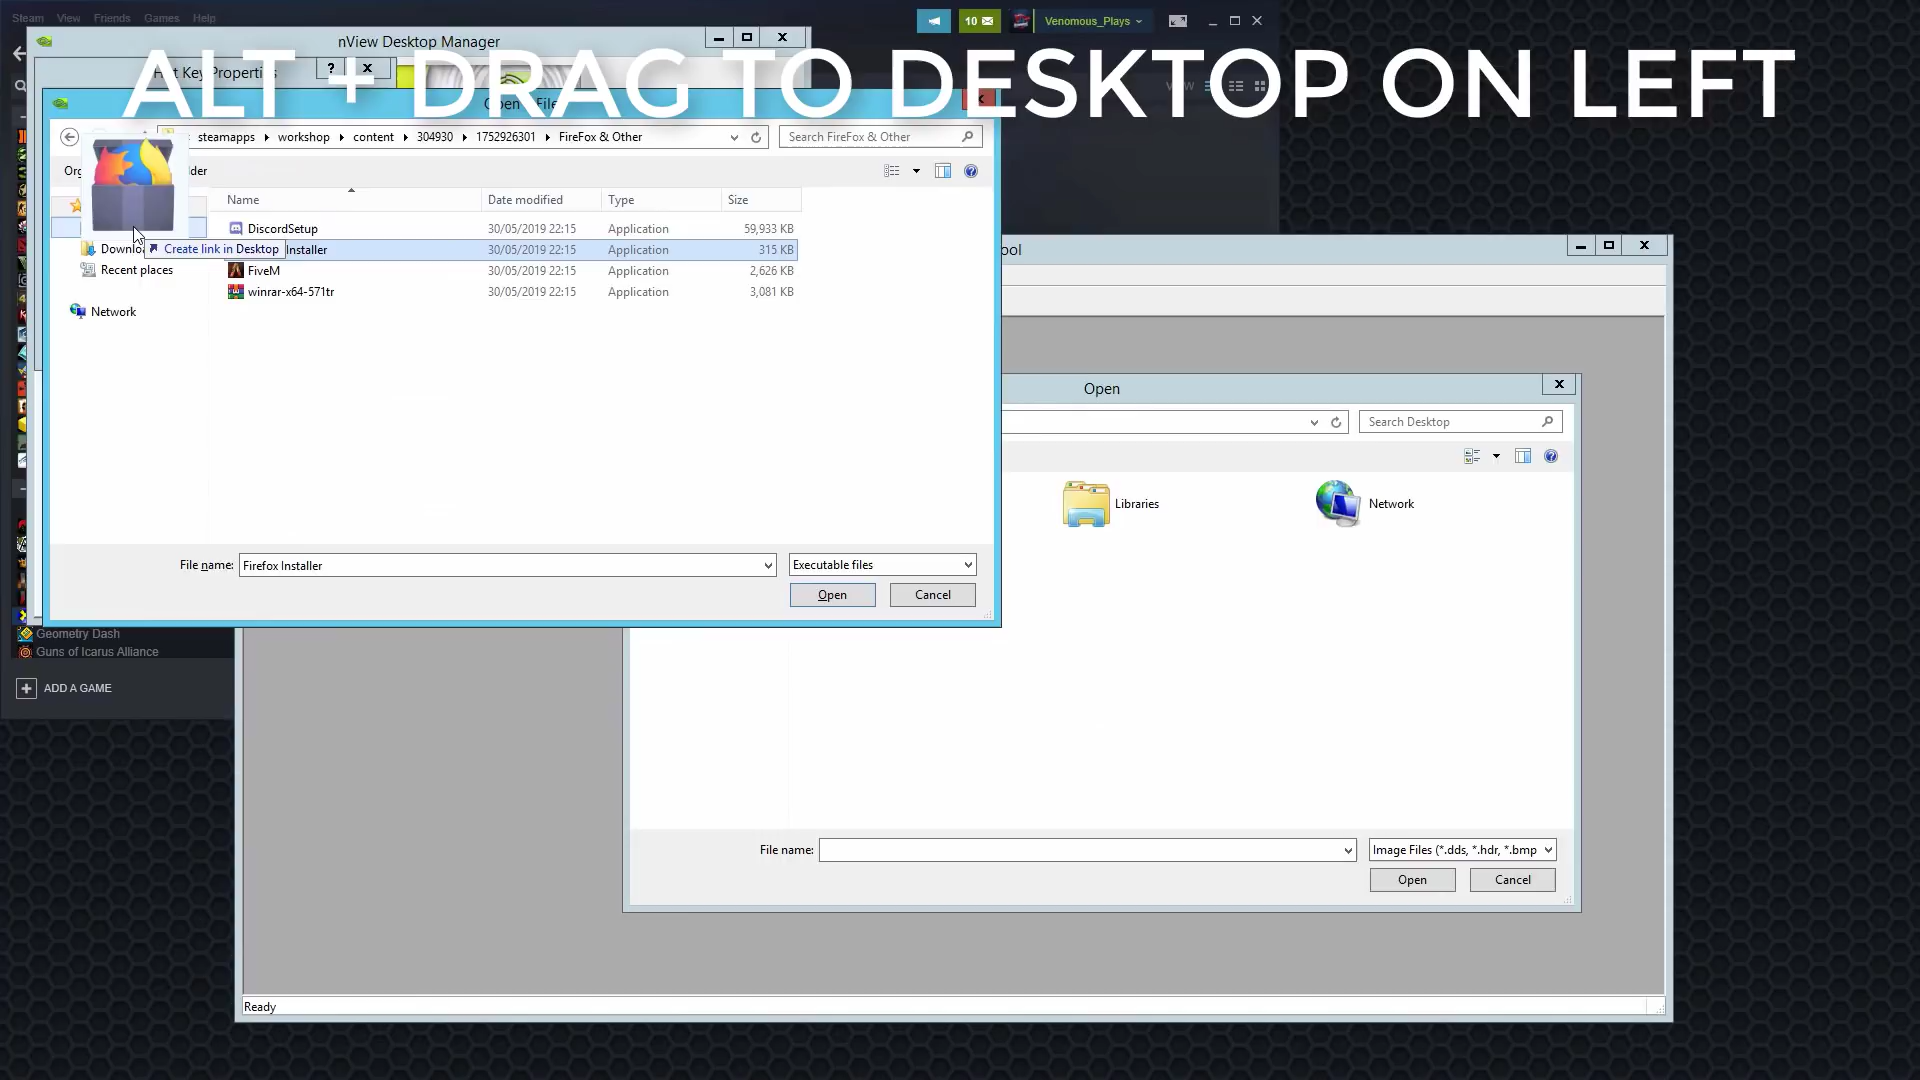 Steam View Friends Games Help
10
Venomous_Plays
nView Desktop Manager
ALT + DRAG TO DESKTOP ON LEFT
Hot Key Properties
?
Open
VIEW
steamapps
workshop
content
304930
1752926301
FireFox & Other
Search FireFox & Other
Name
Date modified
Type
Size
DiscordSetup 30/05/2019 22:15 Application 59,933 KB
Installer 30/05/2019 22:15 Application 315 KB
FiveM 30/05/2019 22:15 Application 2,626 KB
winrar-x64-571tr 30/05/2019 22:15 Application 3,081 KB
Create link in Desktop
Recent places
Network
File name: Firefox Installer
Executable files
Open
Cancel
Open
Search Desktop
Libraries
Network
File name:
Image Files (*.dds, *.hdr, *.bmp
Open
Cancel
Geometry Dash
Guns of Icarus Alliance
ADD A GAME
Ready